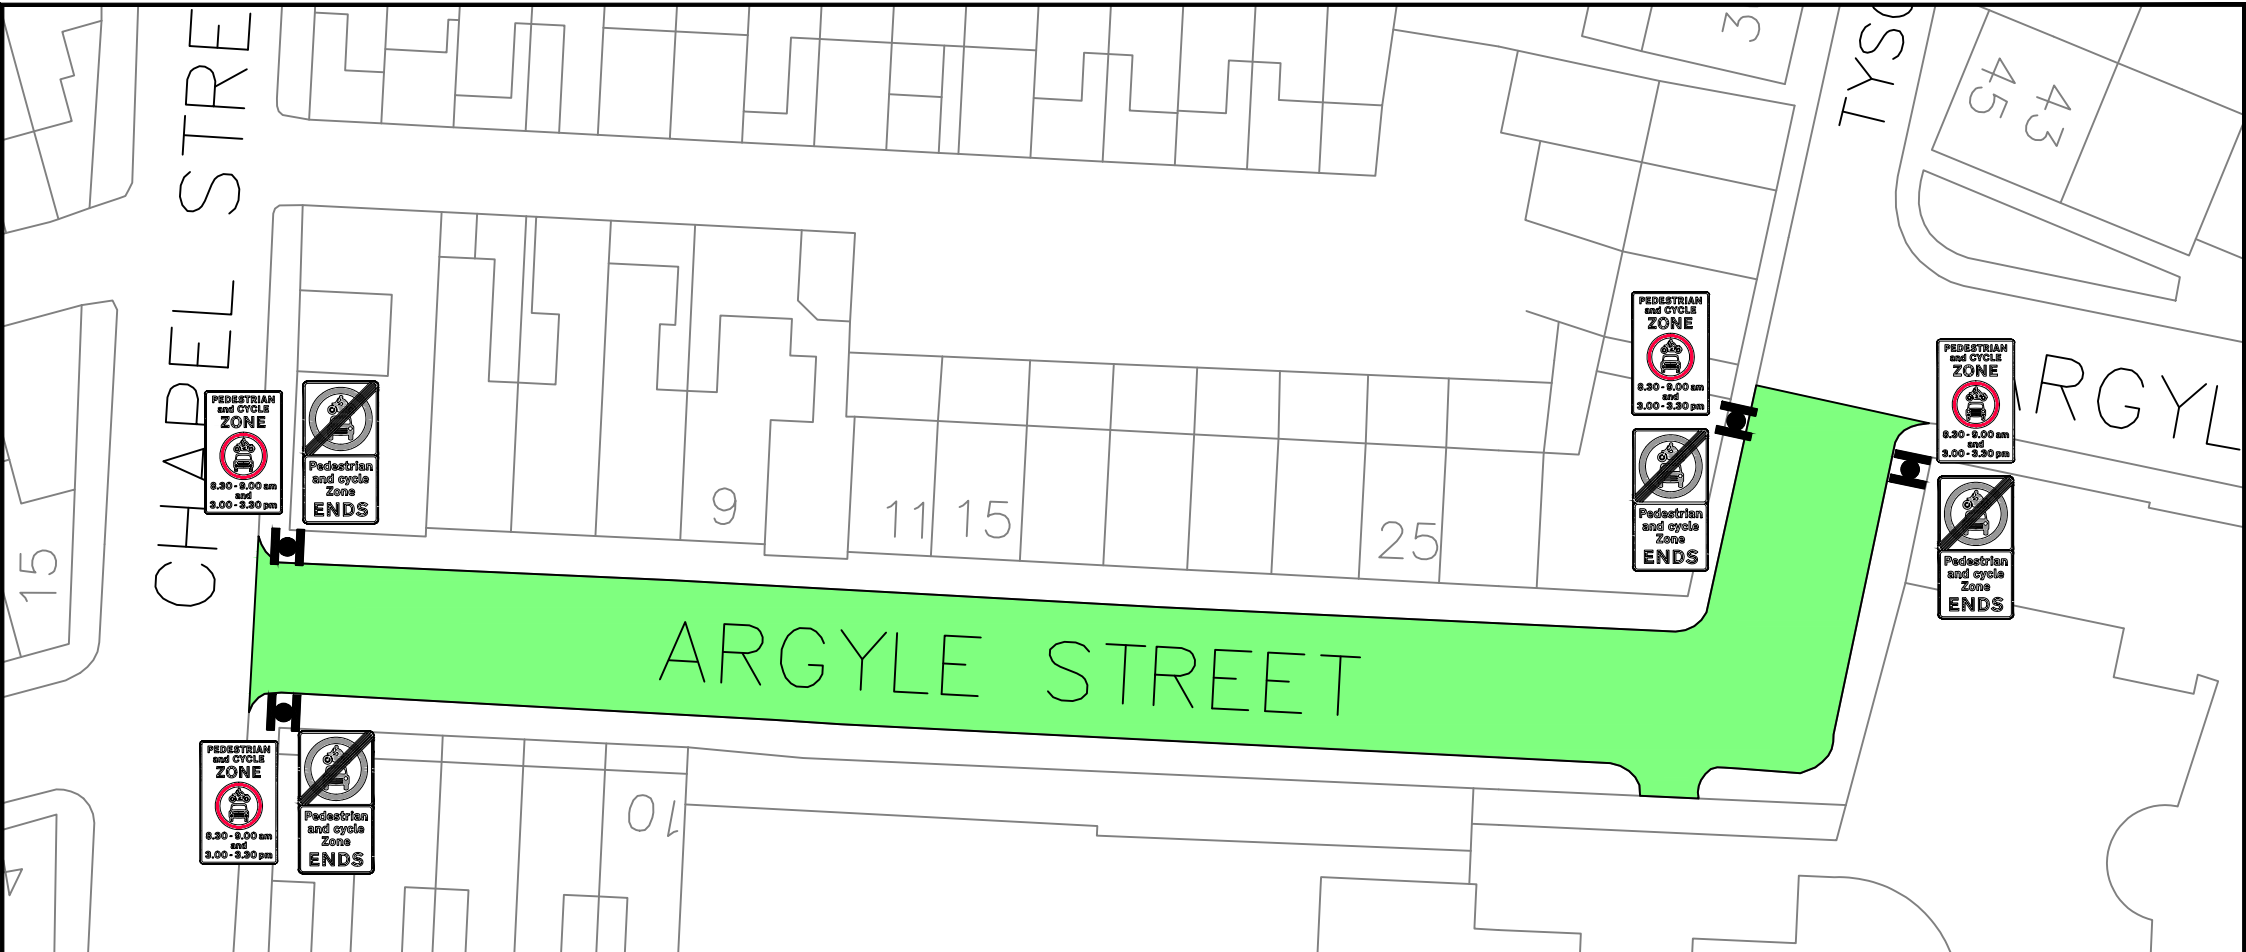 CHAPEL STRE
TYSO
3
45
43
ARGYL
15
9
11
15
25
10
4
ARGYLE STREET
PEDESTRIAN
and CYCLE
ZONE
8.30 - 9.00 am
and
3.00 - 3.30 pm
Pedestrian
and cycle
Zone
ENDS
PEDESTRIAN
and CYCLE
ZONE
8.30 - 9.00 am
and
3.00 - 3.30 pm
Pedestrian
and cycle
Zone
ENDS
PEDESTRIAN
and CYCLE
ZONE
8.30 - 9.00 am
and
3.00 - 3.30 pm
Pedestrian
and cycle
Zone
ENDS
PEDESTRIAN
and CYCLE
ZONE
8.30 - 9.00 am
and
3.00 - 3.30 pm
Pedestrian
and cycle
Zone
ENDS